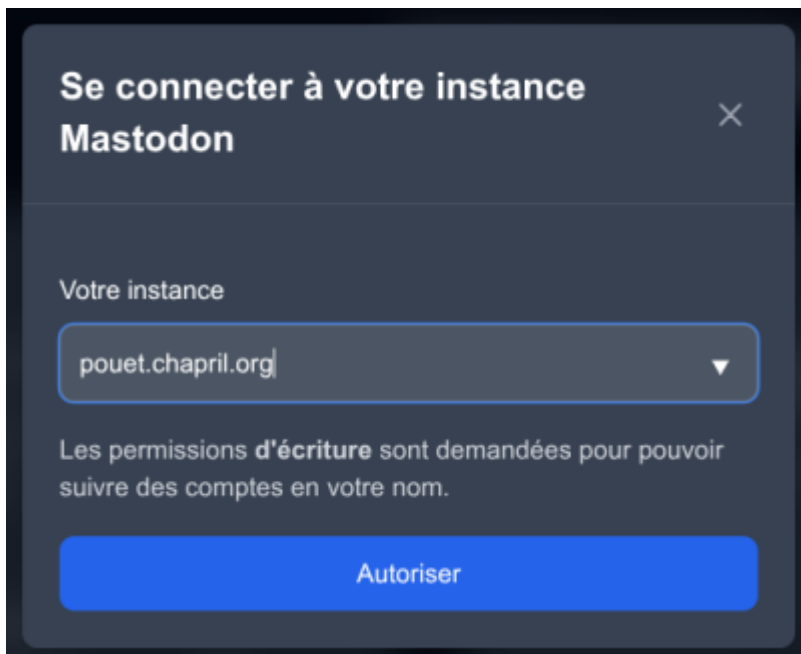 Se connecter à votre instance
Mastodon
Votre instance
pouet.chapril.org
Les permissions d'écriture sont demandées pour pouvoir
suivre des comptes en votre nom.
Autoriser